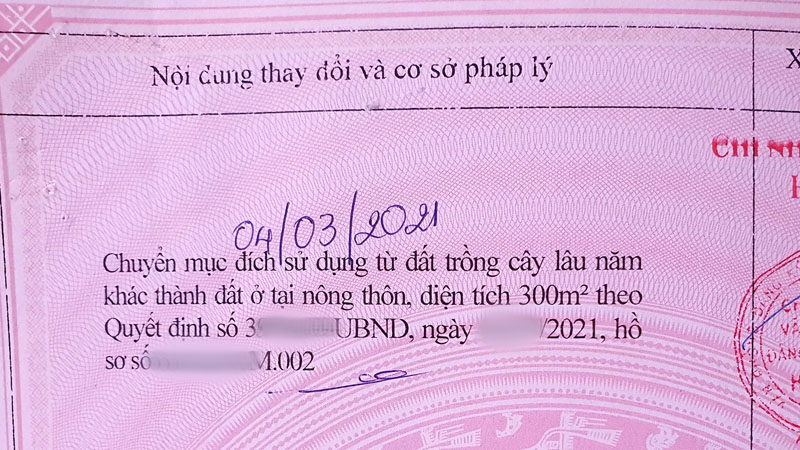 Nội dung thay đổi và cơ sở pháp lý
X
CHI NH
04/03/2021
Chuyển mục đích sử dụng từ đất trồng cây lâu năm
khác thành đất ở tại nông thôn, diện tích 300m² theo
Quyết định số 3 UBND, ngày /2021, hồ
sơ số M.002